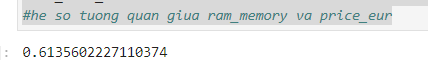 #he so tuong quan giua ram_memory va price_eur
: 0.6135602227110374